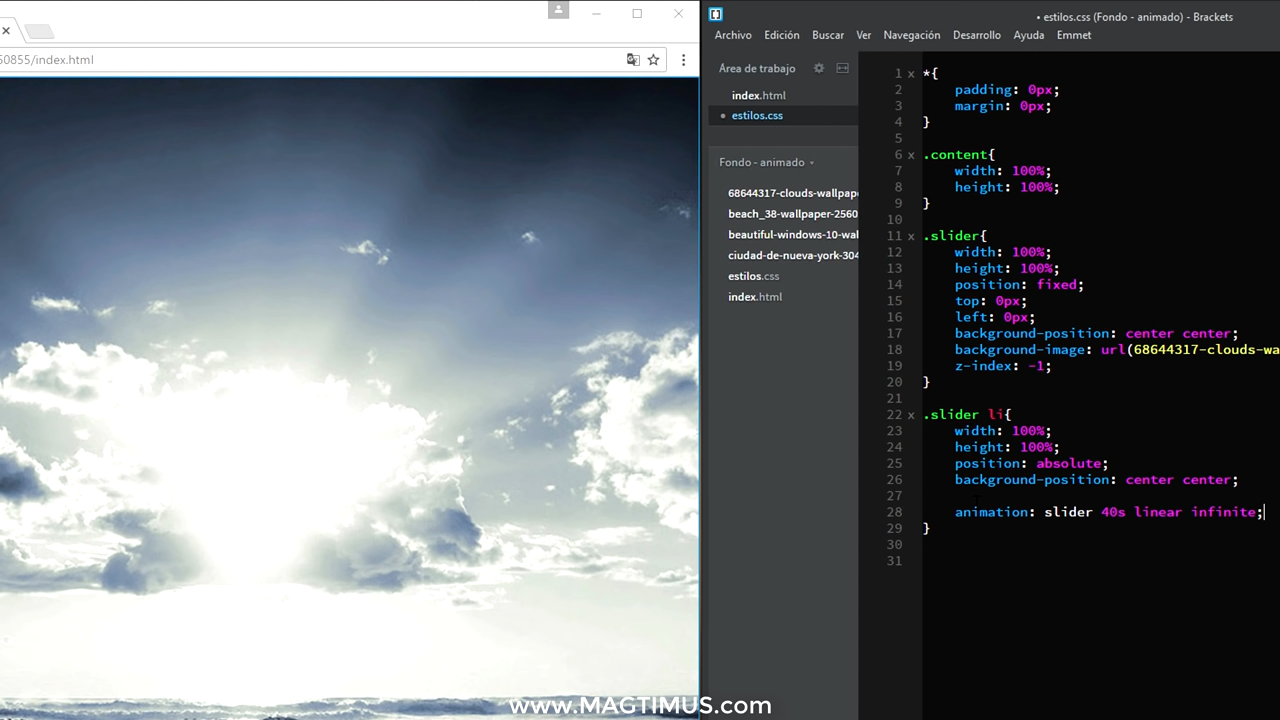 50855/index.html
• estilos.css (Fondo - animado) - Brackets
Archivo Edición Buscar Ver Navegación Desarrollo Ayuda Emmet
Área de trabajo
index.html
• estilos.css
Fondo - animado
68644317-clouds-wallpape
beach_38-wallpaper-2560
beautiful-windows-10-wal
ciudad-de-nueva-york-304
estilos.css
index.html
1 x *{
2 padding: 0px;
3 margin: 0px;
4 }
5
6 x .content{
7 width: 100%;
8 height: 100%;
9 }
10
11 x .slider{
12 width: 100%;
13 height: 100%;
14 position: fixed;
15 top: 0px;
16 left: 0px;
17 background-position: center center;
18 background-image: url(68644317-clouds-wa
19 z-index: -1;
20 }
21
22 x .slider li{
23 width: 100%;
24 height: 100%;
25 position: absolute;
26 background-position: center center;
27
28 animation: slider 40s linear infinite;
29 }
30
31
www.MAGTIMUS.com